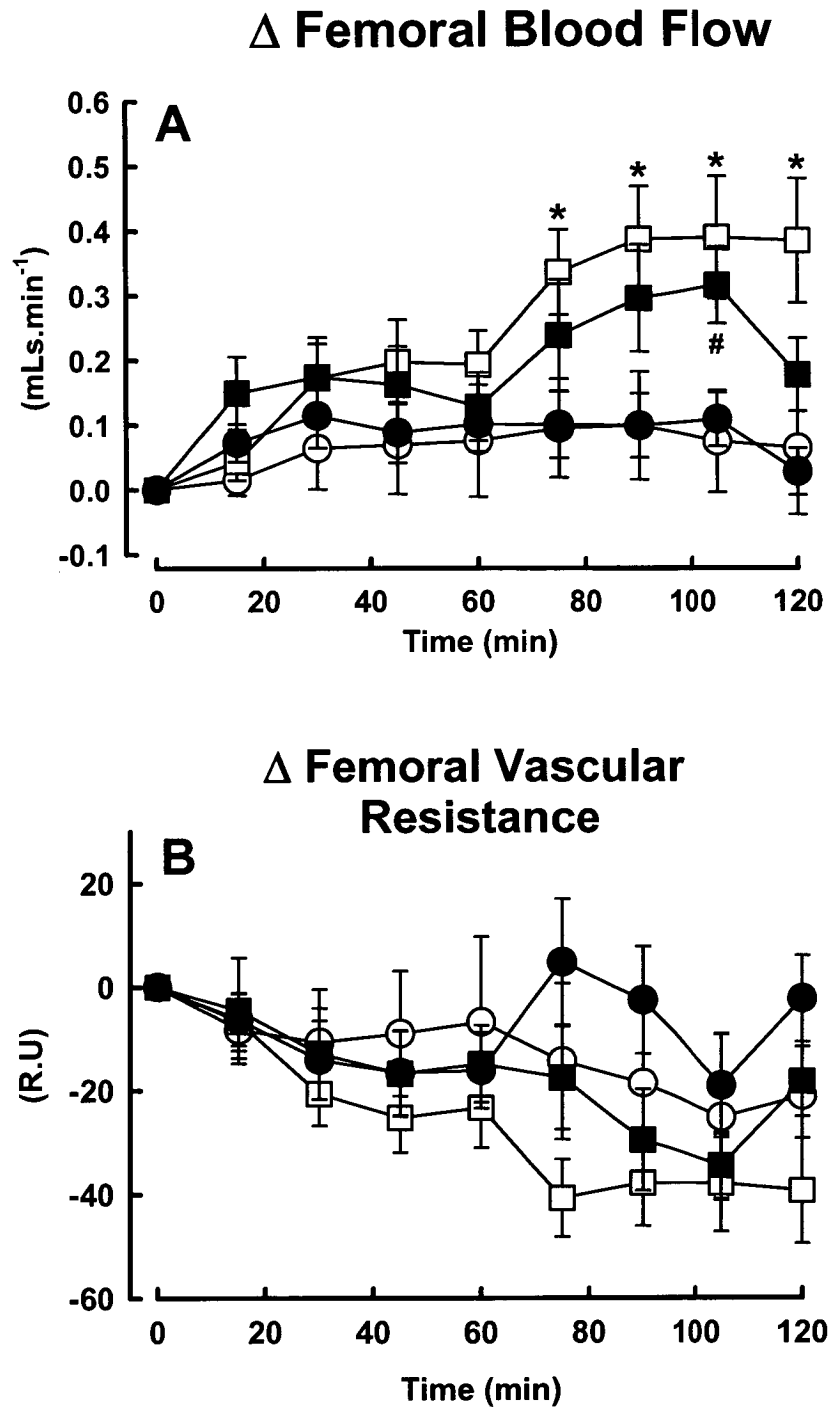 Δ Femoral Blood Flow
A
0.6
0.5
0.4
0.3
0.2
0.1
0.0
-0.1
(mLs.min⁻¹)
* * * *
#
0 20 40 60 80 100 120
Time (min)
Δ Femoral Vascular
Resistance
B
20
0
-20
-40
-60
(R.U)
0 20 40 60 80 100 120
Time (min)